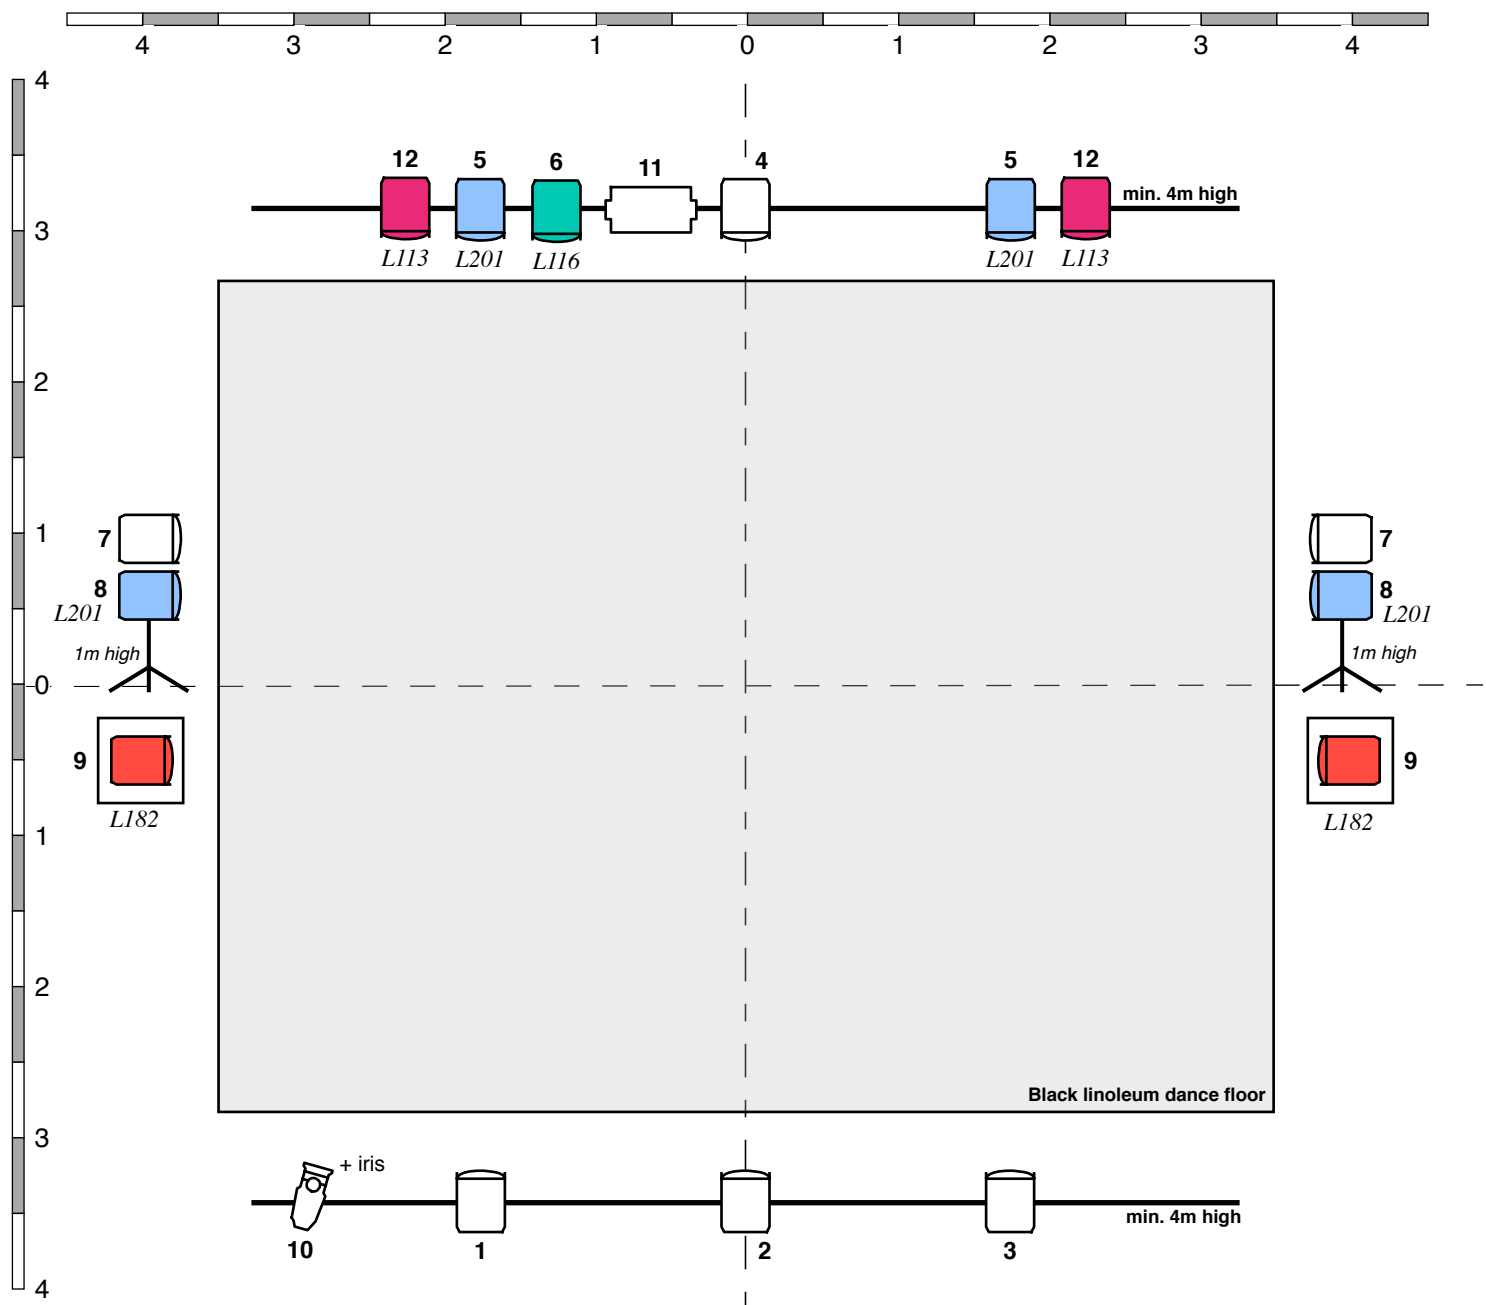 4 3 2 1 0 1 2 3 4
4
12 5 6 11 4 5 12
min. 4m high
3
L113 L201 L116 L201 L113
2
1
7 7
8 8
L201 L201
1m high 1m high
0
9 9
L182 L182
1
2
Black linoleum dance floor
3
+ iris
min. 4m high
10 1 2 3
4